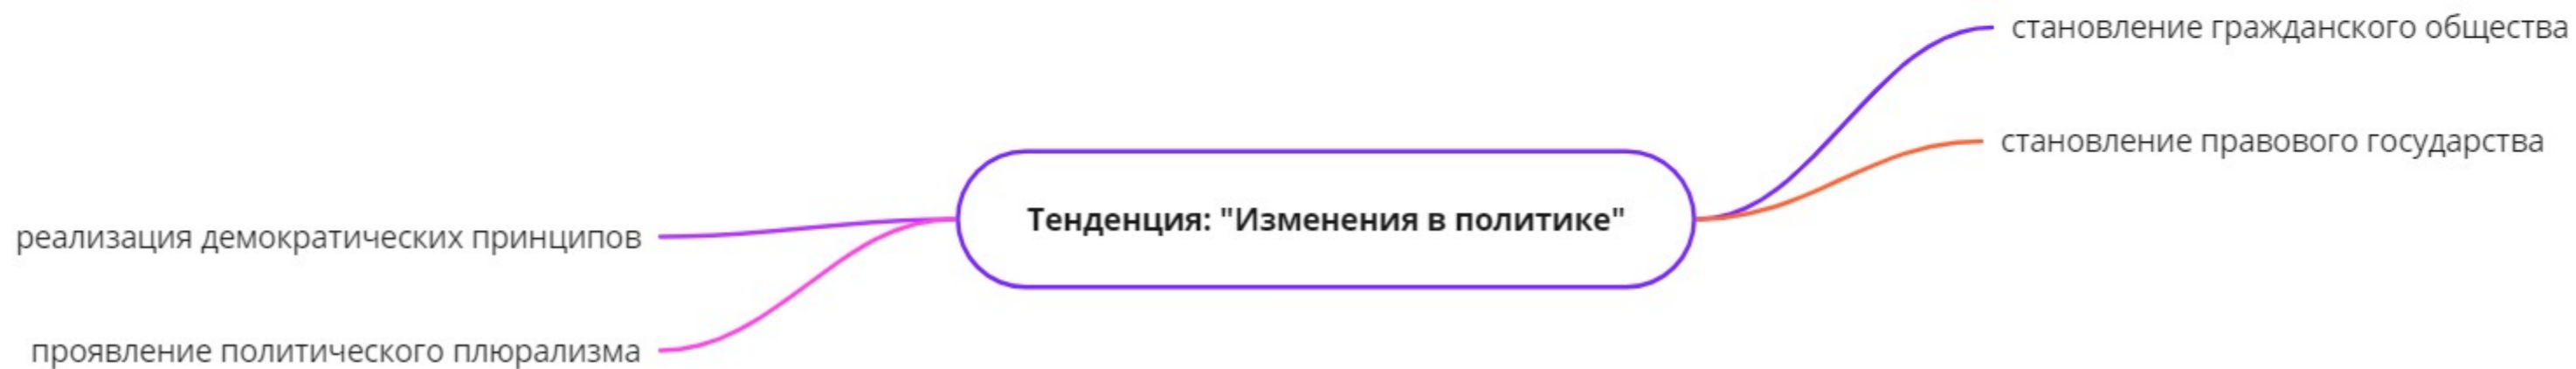 становление гражданского общества
становление правового государства
Тенденция: "Изменения в политике"
реализация демократических принципов
проявление политического плюрализма